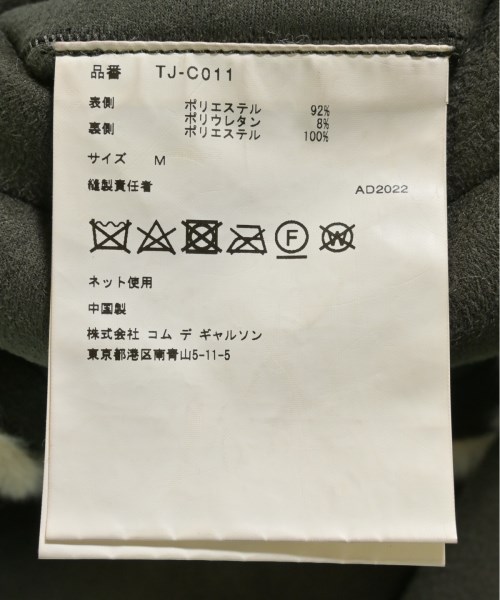 品番 TJ-C011
表側 ポリエステル 92%
ポリウレタン 8%
裏側 ポリエステル 100%
サイズ M
縫製責任者 AD2022
F W
ネット使用
中国製
株式会社 コム デ ギャルソン
東京都港区南青山5-11-5